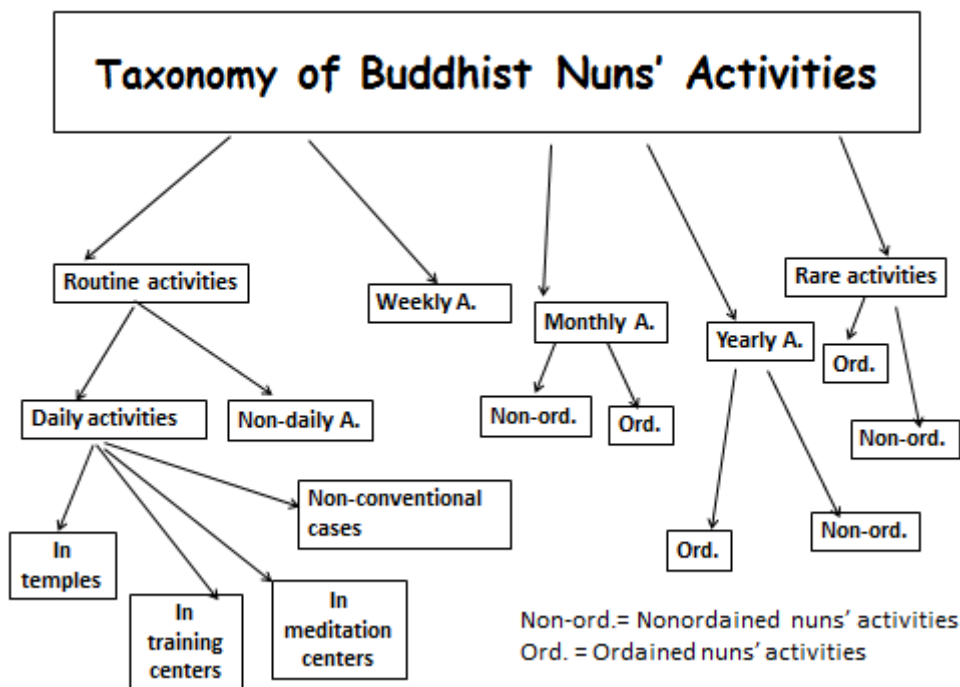 Taxonomy of Buddhist Nuns' Activities
Routine activities
Weekly A.
Monthly A.
Yearly A.
Rare activities
Ord.
Non-ord.
Daily activities
Non-daily A.
Non-ord.
Ord.
Ord.
Non-ord.
Non-conventional
cases
In
temples
In
training
centers
In
meditation
centers
Non-ord.= Nonordained nuns' activities
Ord. = Ordained nuns' activities